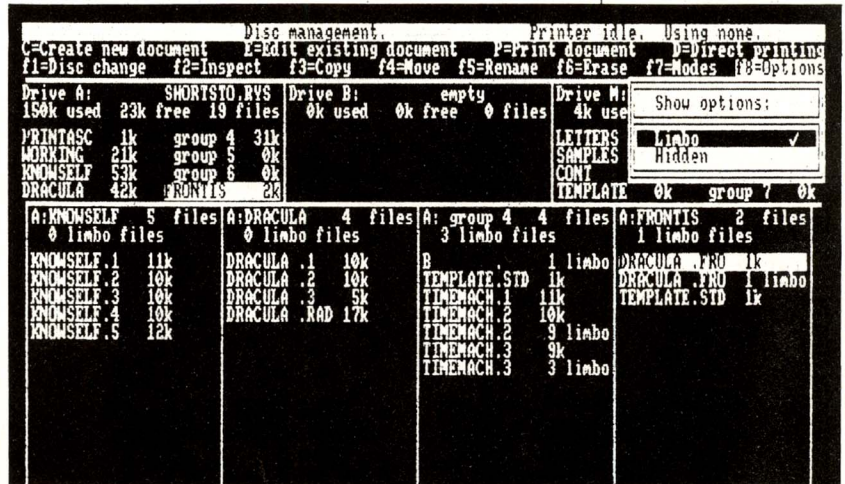 Disc management. Printer idle. Using none.
C=Create new document E=Edit existing document P=Print document D=Direct printing
f1=Disc change f2=Inspect f3=Copy f4=Move f5=Rename f6=Erase f7=Modes f8=Options
Drive A: SHORTSTO.RYS Drive B: empty Drive M:
150k used 23k free 19 files 0k used 0k free 0 files 4k use
Show options:
Limbo ✓
Hidden
PRINTASC 1k group 4 31k LETTERS
WORKING 21k group 5 0k SAMPLES
KNOWSELF 53k group 6 0k CONT
DRACULA 42k FRONTIS 2k TEMPLATE 0k group 7 0k
A:KNOWSELF 5 files A:DRACULA 4 files A: group 4 4 files A:FRONTIS 2 files
0 limbo files 0 limbo files 3 limbo files 1 limbo files
KNOWSELF.1 11k DRACULA .1 10k B . 1 limbo DRACULA .FRO 1k
KNOWSELF.2 10k DRACULA .2 10k TEMPLATE.STD 1k DRACULA .FRO 1 limbo
KNOWSELF.3 10k DRACULA .3 5k TIMEMACH.1 11k TEMPLATE.STD 1k
KNOWSELF.4 10k DRACULA .RAD 17k TIMEMACH.2 10k
KNOWSELF.5 12k TIMEMACH.2 9 limbo
TIMEMACH.3 9k
TIMEMACH.3 3 limbo